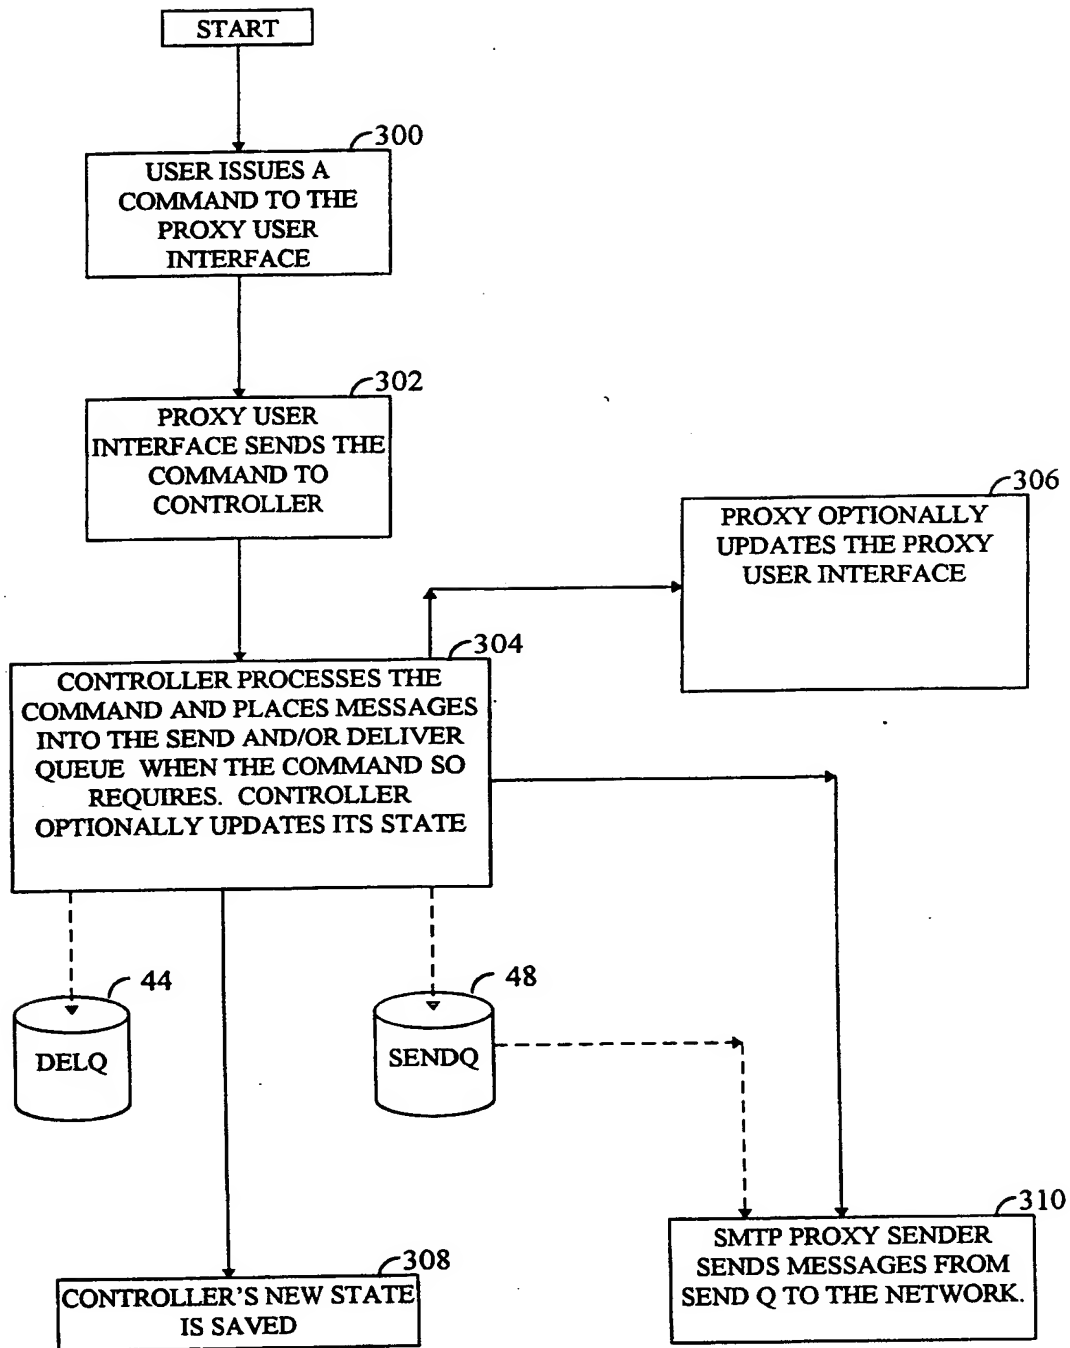 START
300
USER ISSUES A
COMMAND TO THE
PROXY USER
INTERFACE
302
PROXY USER
INTERFACE SENDS THE
COMMAND TO
CONTROLLER
306
PROXY OPTIONALLY
UPDATES THE PROXY
USER INTERFACE
304
CONTROLLER PROCESSES THE
COMMAND AND PLACES MESSAGES
INTO THE SEND AND/OR DELIVER
QUEUE WHEN THE COMMAND SO
REQUIRES. CONTROLLER
OPTIONALLY UPDATES ITS STATE
44
DELQ
48
SENDQ
310
SMTP PROXY SENDER
SENDS MESSAGES FROM
SEND Q TO THE NETWORK.
308
CONTROLLER'S NEW STATE
IS SAVED